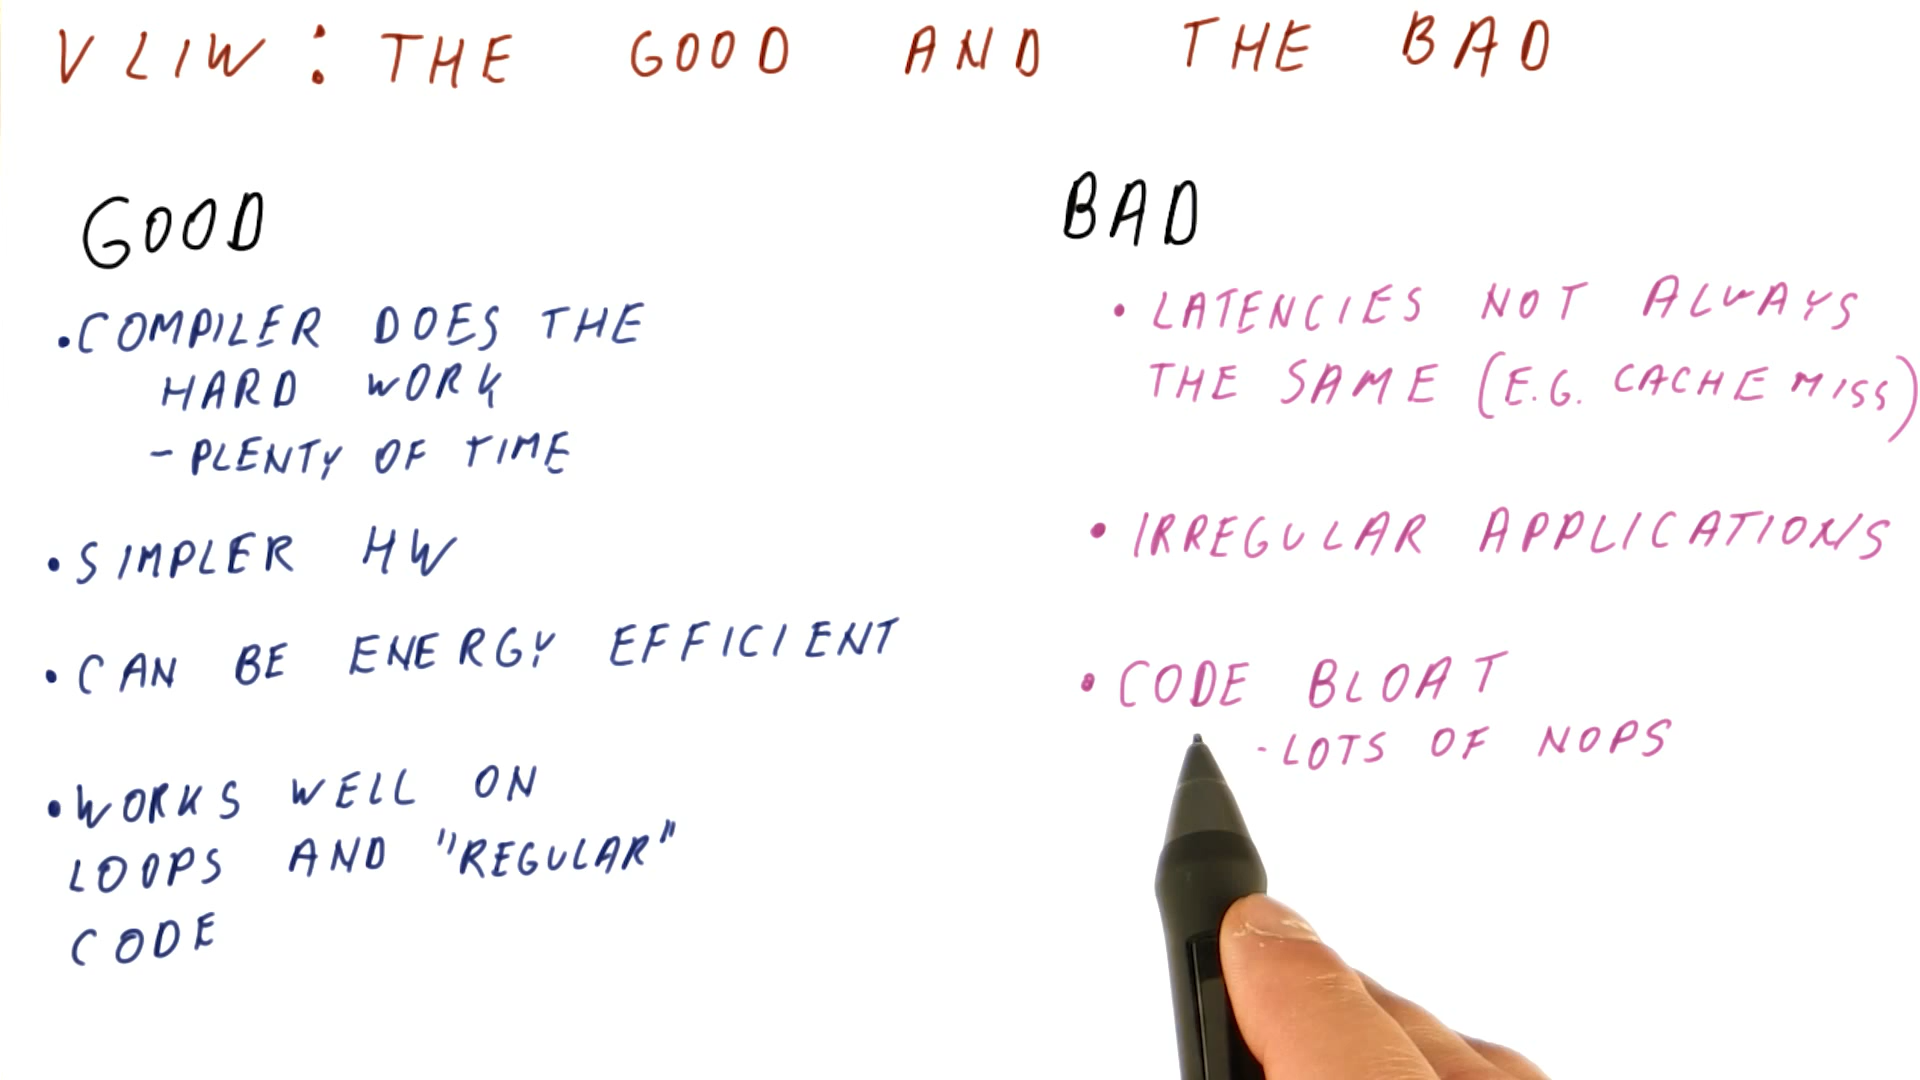 VLIW: THE GOOD AND THE BAD
GOOD
• COMPILER DOES THE
HARD WORK
- PLENTY OF TIME
• SIMPLER HW
• CAN BE ENERGY EFFICIENT
• WORKS WELL ON
LOOPS AND "REGULAR"
CODE
BAD
• LATENCIES NOT ALWAYS
THE SAME (E.G. CACHE MISS)
• IRREGULAR APPLICATIONS
• CODE BLOAT
- LOTS OF NOPS